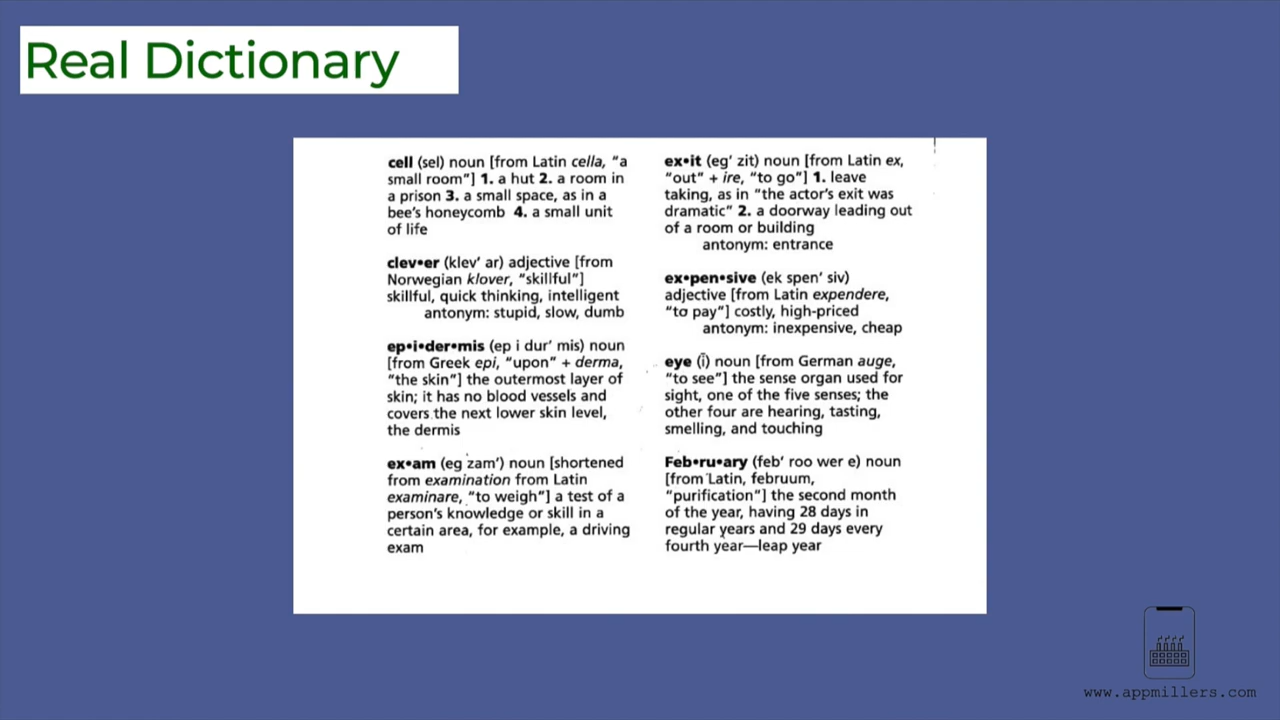 Real Dictionary
cell (sel) noun [from Latin cella, "a
small room"] 1. a hut 2. a room in
a prison 3. a small space, as in a
bee's honeycomb 4. a small unit
of life
clev•er (klev' ar) adjective [from
Norwegian klover, "skillful"]
skillful, quick thinking, intelligent
antonym: stupid, slow, dumb
ep•i•der•mis (ep i dur' mis) noun
[from Greek epi, "upon" + derma,
"the skin"] the outermost layer of
skin; it has no blood vessels and
covers the next lower skin level,
the dermis
ex•am (eg zam') noun [shortened
from examination from Latin
examinare, "to weigh"] a test of a
person's knowledge or skill in a
certain area, for example, a driving
exam
ex•it (eg' zit) noun [from Latin ex,
"out" + ire, "to go"] 1. leave
taking, as in "the actor's exit was
dramatic" 2. a doorway leading out
of a room or building
antonym: entrance
ex•pen•sive (ek spen' siv)
adjective [from Latin expendere,
"to pay"] costly, high-priced
antonym: inexpensive, cheap
eye (ī) noun [from German auge,
"to see"] the sense organ used for
sight, one of the five senses; the
other four are hearing, tasting,
smelling, and touching
Feb•ru•ary (feb' roo wer e) noun
[from Latin, februum,
"purification"] the second month
of the year, having 28 days in
regular years and 29 days every
fourth year—leap year
www.appmillers.com